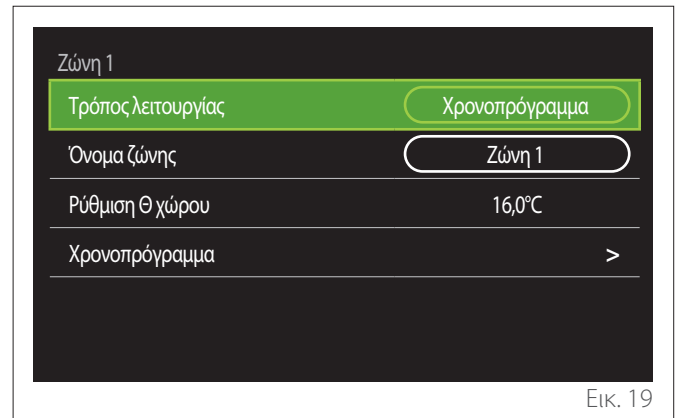 Ζώνη 1
Τρόπος λειτουργίας Χρονοπρόγραμμα
Όνομα ζώνης Ζώνη 1
Ρύθμιση Θ χώρου 16,0°C
Χρονοπρόγραμμα >
Εικ. 19